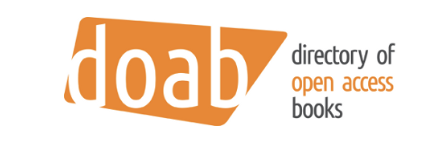 doab
directory of
open access
books